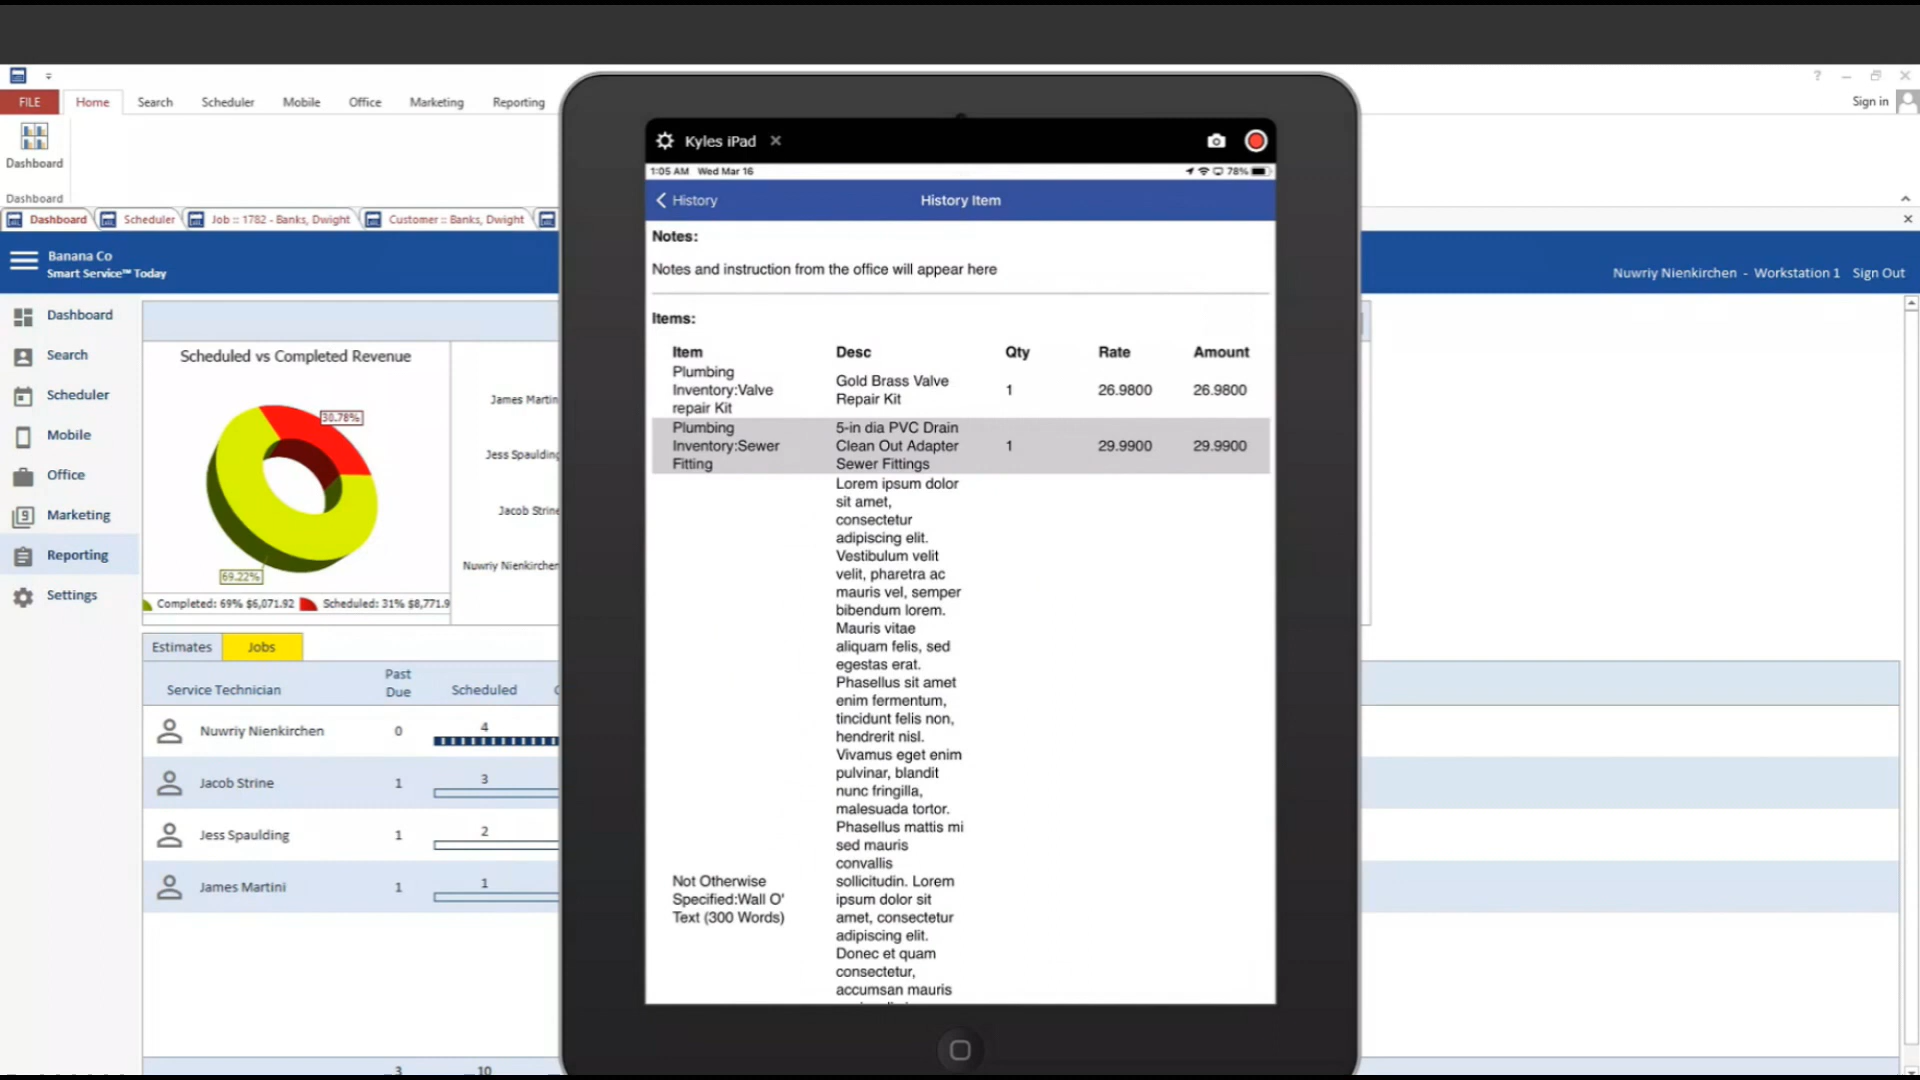 ?
FILE
Home
Search
Scheduler
Mobile
Office
Marketing
Reporting
Sign in
Dashboard
Dashboard
Dashboard
Scheduler
Job :: 1782 - Banks, Dwight
Customer :: Banks, Dwight
Banana Co
Smart Service™ Today
Nuwriy Nienkirchen - Workstation 1 Sign Out
Dashboard
Search
Scheduler
Mobile
Office
Marketing
Reporting
Settings
Scheduled vs Completed Revenue
30.78%
69.22%
Completed: 69% $6,071.92
Scheduled: 31% $8,771.9
James Martin
Jess Spaulding
Jacob Strine
Nuwriy Nienkirchen
Estimates
Jobs
Service Technician
Past
Due
Scheduled
Nuwriy Nienkirchen 0 4
Jacob Strine 1 3
Jess Spaulding 1 2
James Martini 1 1
3 10
Kyles iPad
1:05 AM Wed Mar 16
78%
History
History Item
Notes:
Notes and instruction from the office will appear here
Items:
Item Desc Qty Rate Amount
Plumbing
Inventory:Valve
repair Kit
Gold Brass Valve
Repair Kit
1 26.9800 26.9800
Plumbing
Inventory:Sewer
Fitting
5-in dia PVC Drain
Clean Out Adapter
Sewer Fittings
1 29.9900 29.9900
Not Otherwise
Specified:Wall O'
Text (300 Words)
Lorem ipsum dolor
sit amet,
consectetur
adipiscing elit.
Vestibulum velit
velit, pharetra ac
mauris vel, semper
bibendum lorem.
Mauris vitae
aliquam felis, sed
egestas erat.
Phasellus sit amet
enim fermentum,
tincidunt felis non,
hendrerit nisl.
Vivamus eget enim
pulvinar, blandit
nunc fringilla,
malesuada tortor.
Phasellus mattis mi
sed mauris
convallis
sollicitudin. Lorem
ipsum dolor sit
amet, consectetur
adipiscing elit.
Donec et quam
consectetur,
accumsan mauris